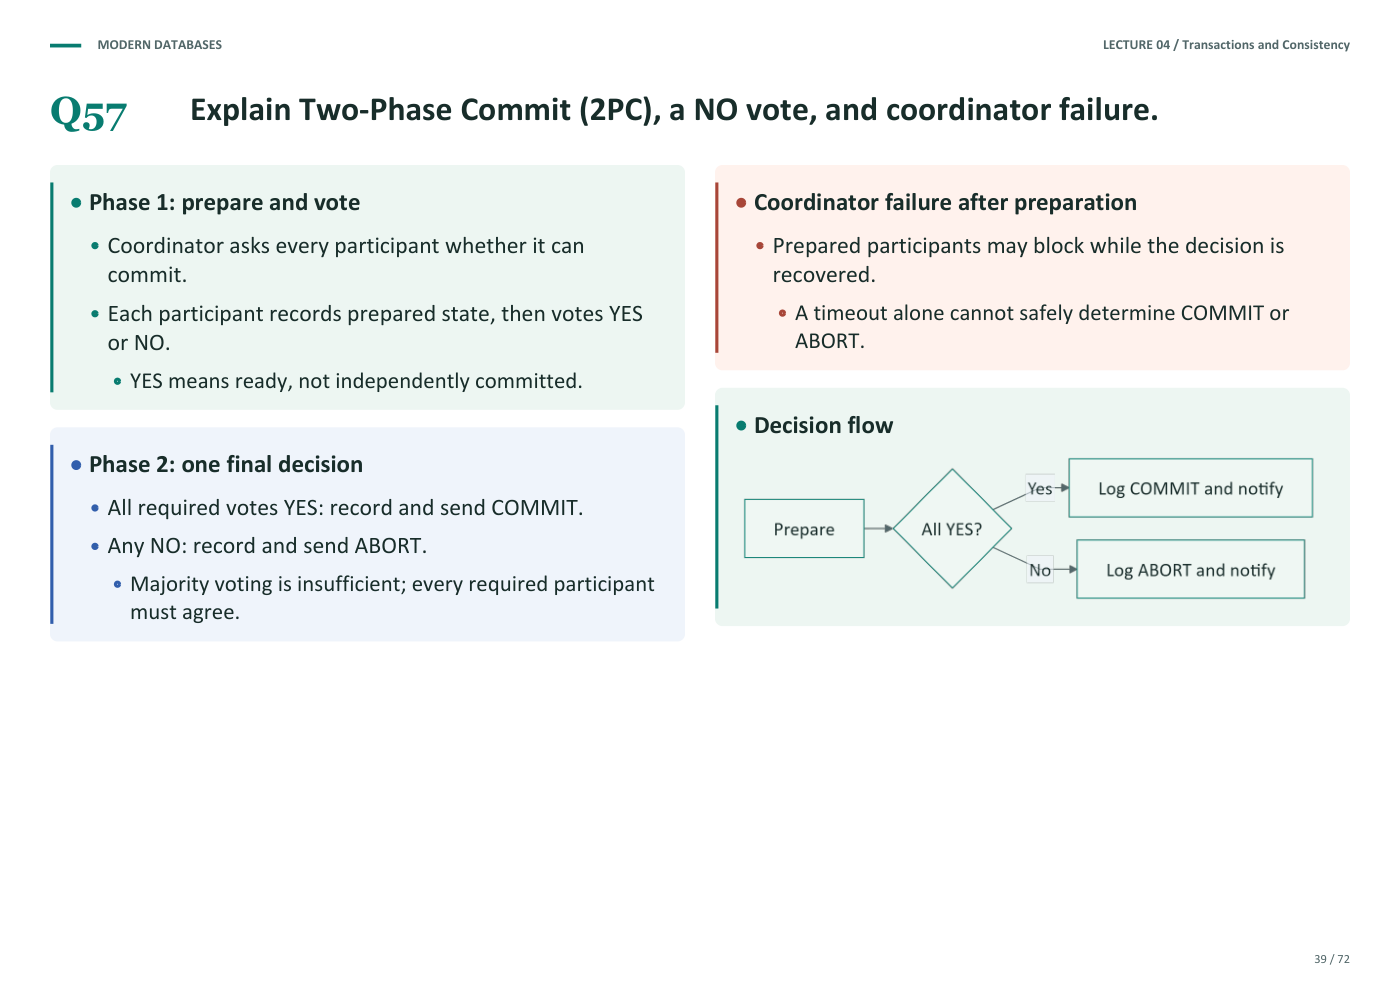 MODERN DATABASES
LECTURE 04 / Transactions and Consistency
Q57
Explain Two-Phase Commit (2PC), a NO vote, and coordinator failure.
• Phase 1: prepare and vote
• Coordinator asks every participant whether it can
commit.
• Each participant records prepared state, then votes YES
or NO.
• YES means ready, not independently committed.
• Phase 2: one final decision
• All required votes YES: record and send COMMIT.
• Any NO: record and send ABORT.
• Majority voting is insufficient; every required participant
must agree.
• Coordinator failure after preparation
• Prepared participants may block while the decision is
recovered.
• A timeout alone cannot safely determine COMMIT or
ABORT.
• Decision flow
Prepare
All YES?
Yes
Log COMMIT and notify
No
Log ABORT and notify
39 / 72